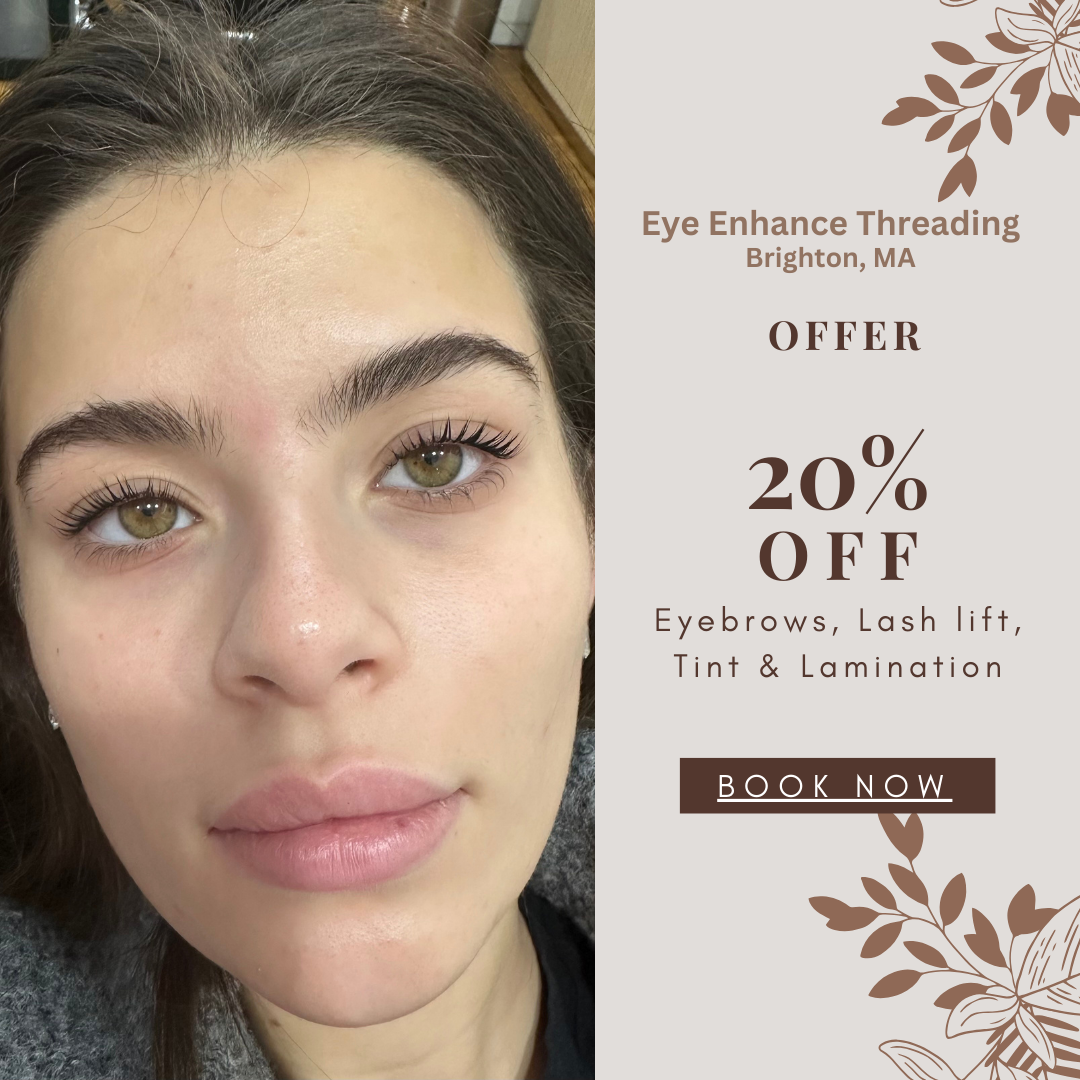 Eye Enhance Threading
Brighton, MA
OFFER
20%
OFF
Eyebrows, Lash lift,
Tint & Lamination
BOOK NOW